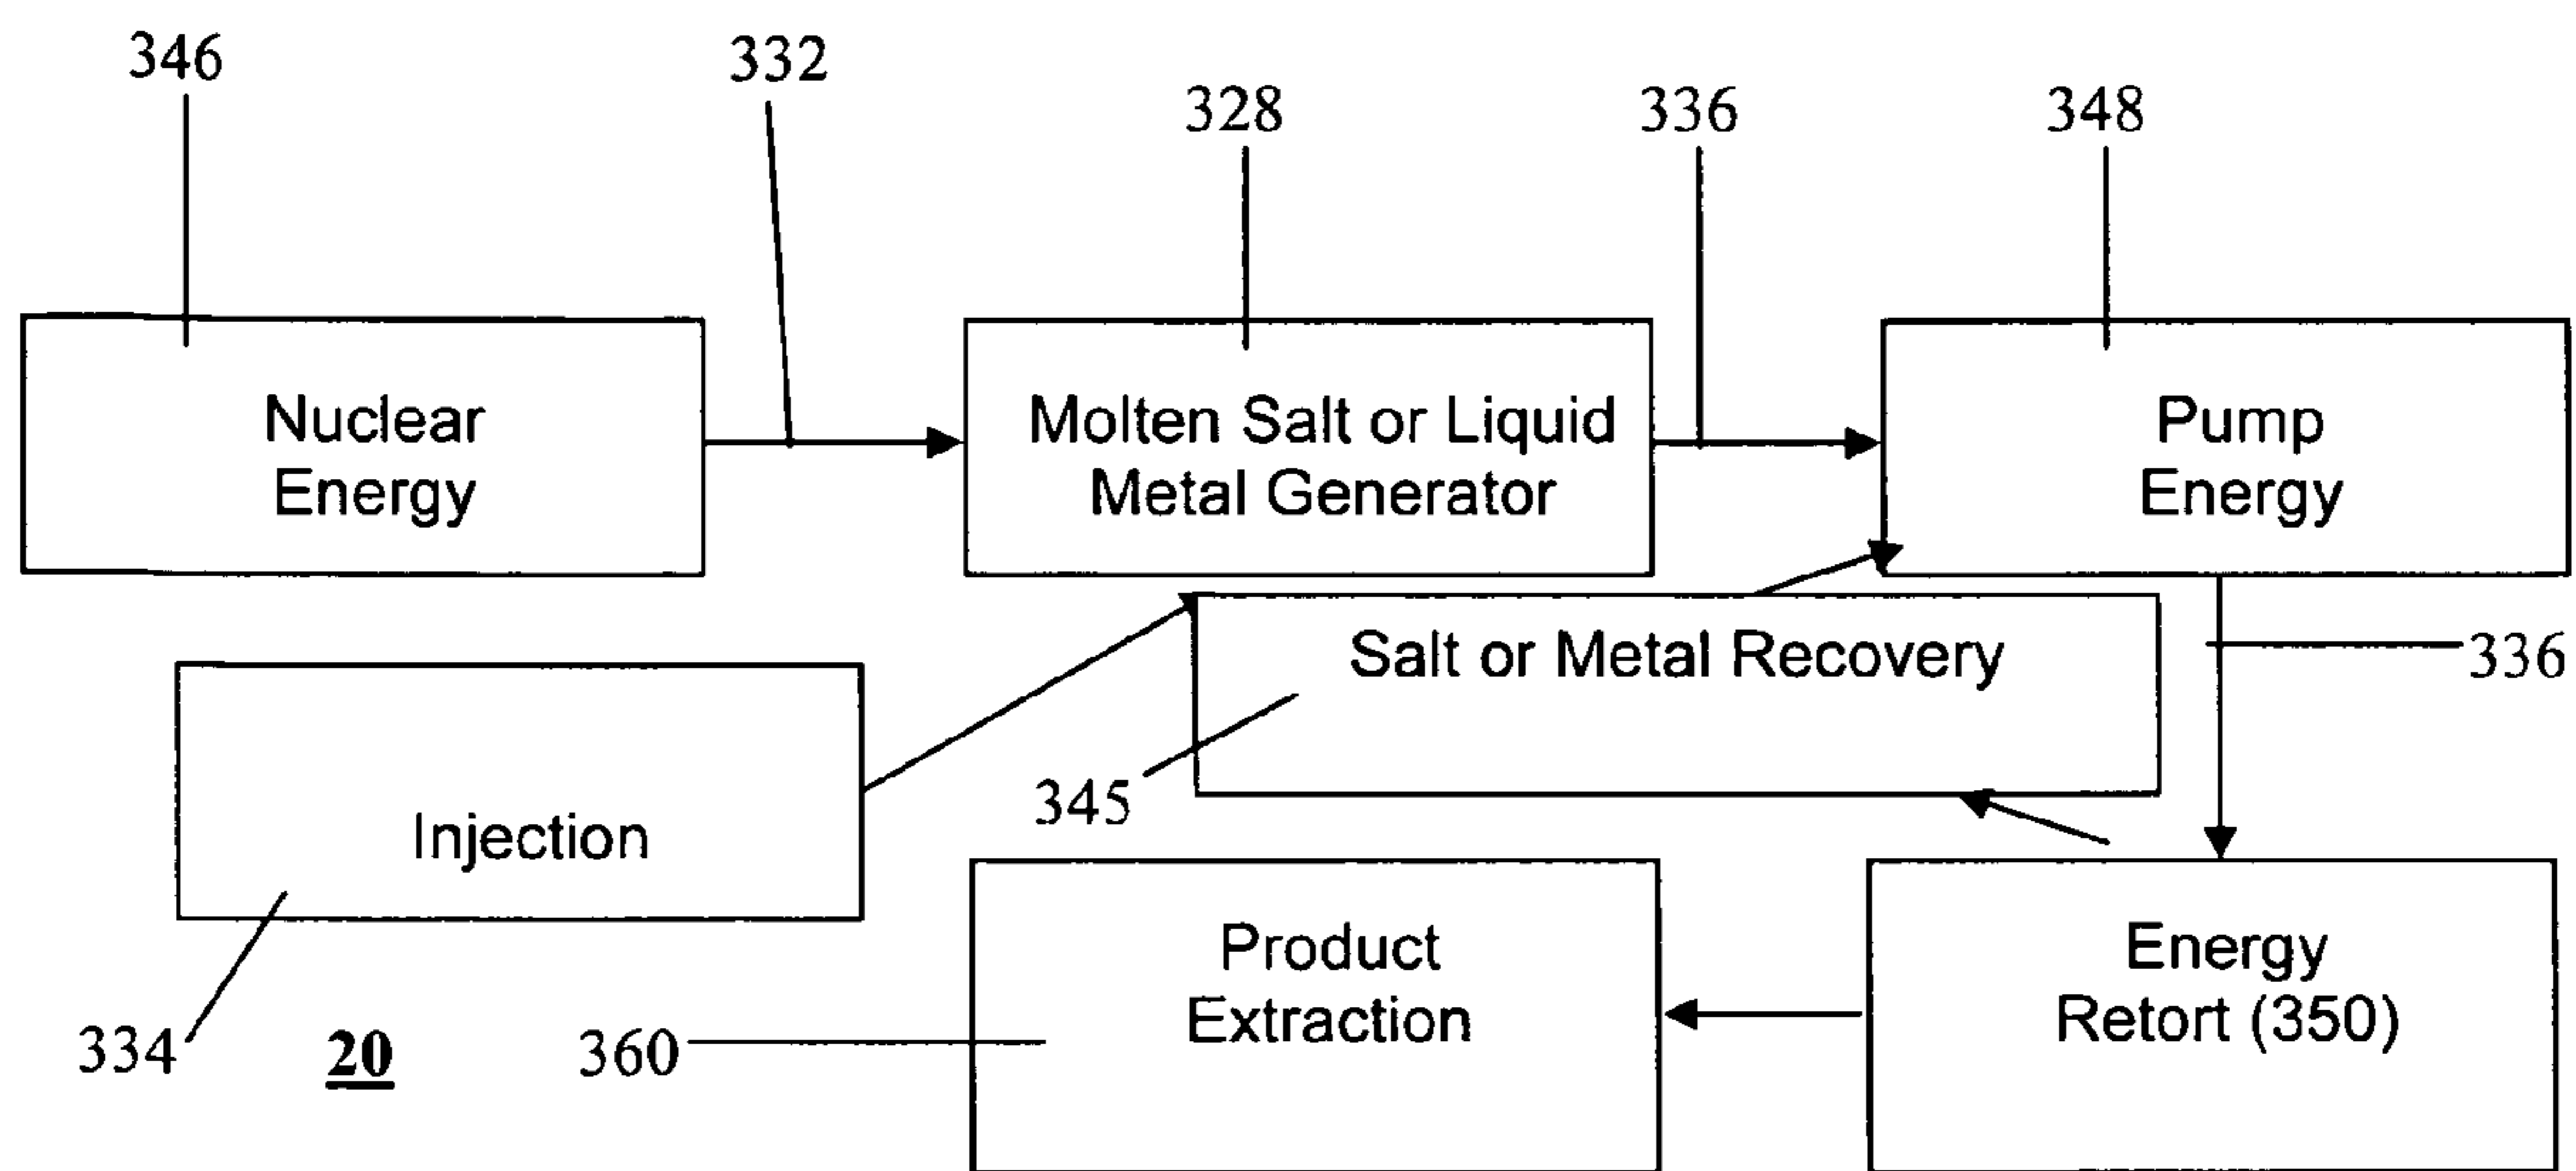 346
332
328
336
348
Nuclear
Energy
Molten Salt or Liquid
Metal Generator
Pump
Energy
Salt or Metal Recovery
336
345
Injection
334
20
360
Product
Extraction
Energy
Retort (350)